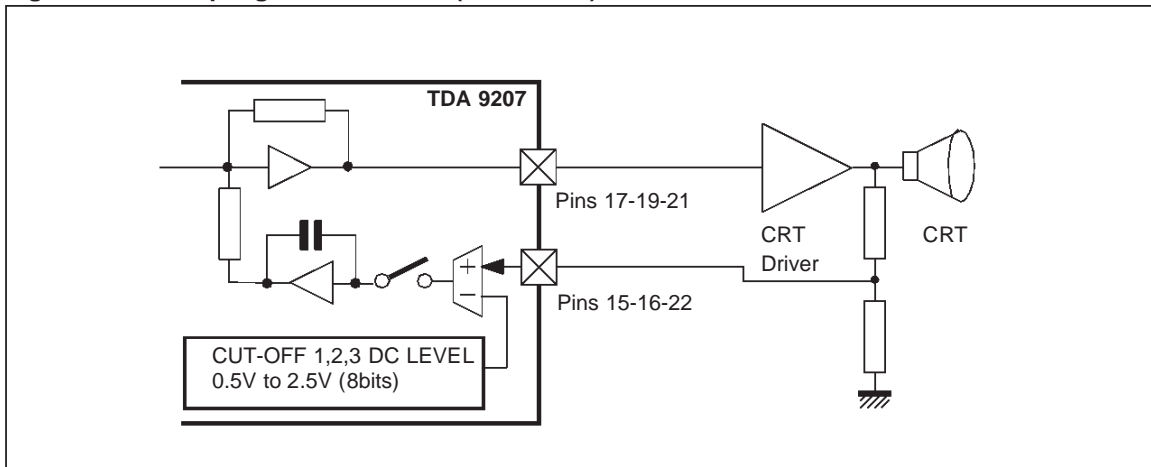 TDA 9207
Pins 17-19-21
CRT
Driver
CRT
+
−
Pins 15-16-22
CUT-OFF 1,2,3 DC LEVEL
0.5V to 2.5V (8bits)